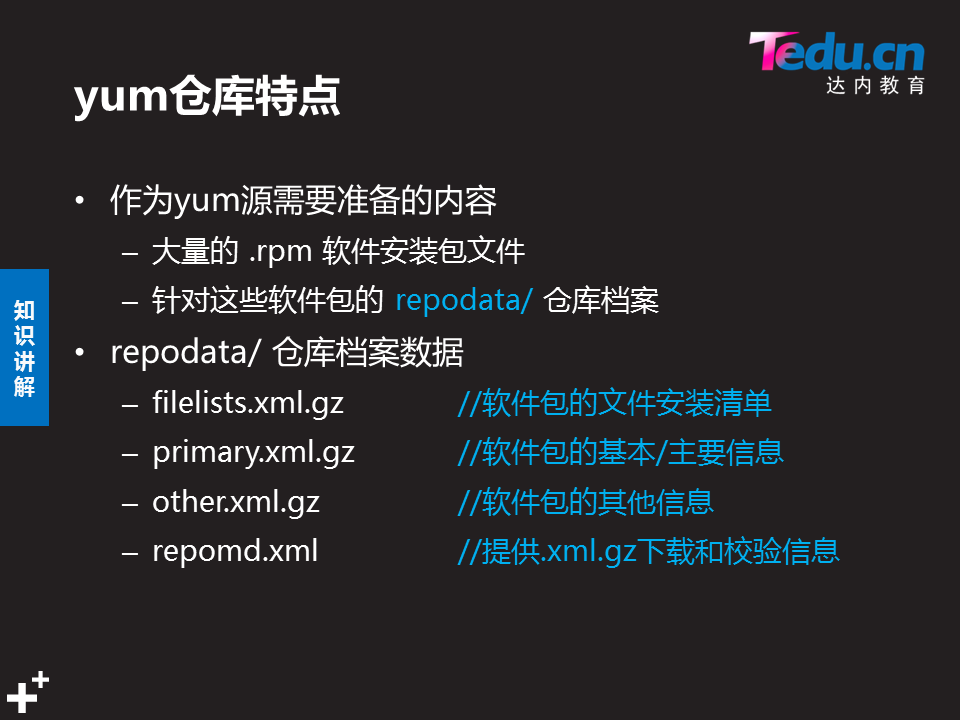 Tedu.cn
达内教育
yum仓库特点
• 作为yum源需要准备的内容
– 大量的 .rpm 软件安装包文件
– 针对这些软件包的 repodata/ 仓库档案
• repodata/ 仓库档案数据
– filelists.xml.gz //软件包的文件安装清单
– primary.xml.gz //软件包的基本/主要信息
– other.xml.gz //软件包的其他信息
– repomd.xml //提供.xml.gz下载和校验信息
知识讲解